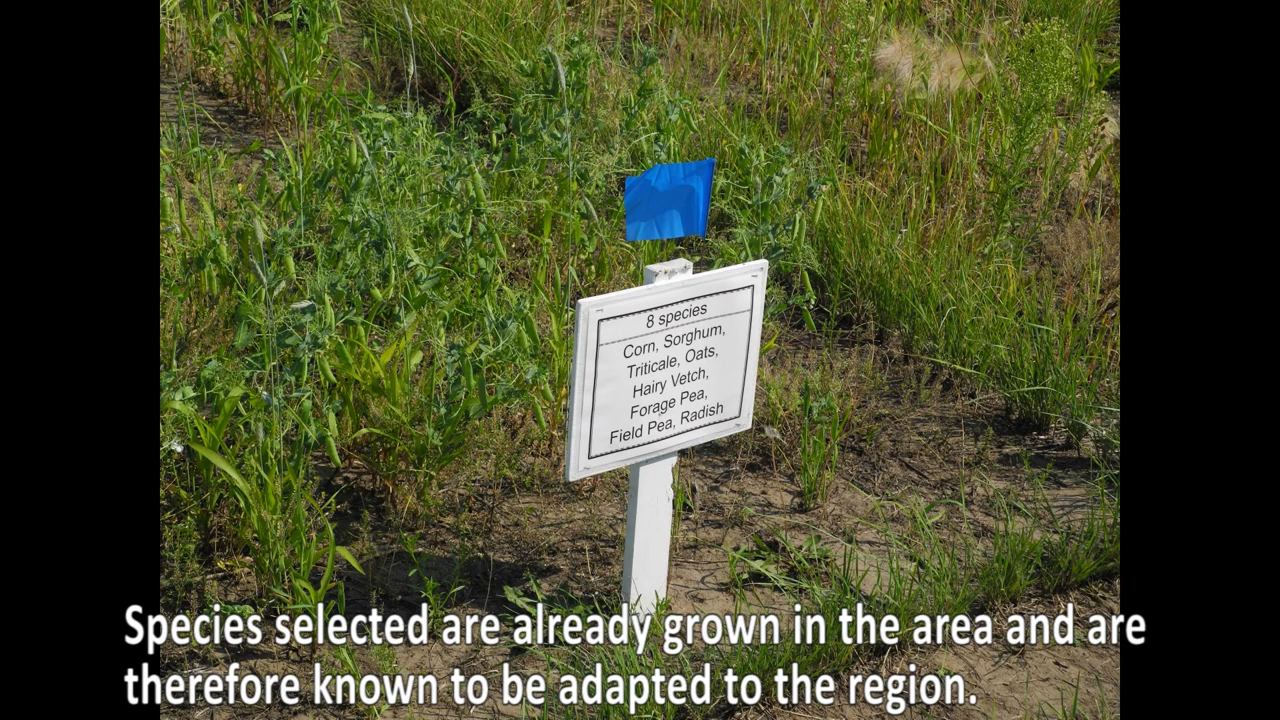 8 species
Corn, Sorghum,
Triticale, Oats,
Hairy Vetch,
Forage Pea,
Field Pea, Radish
Species selected are already grown in the area and are
therefore known to be adapted to the region.